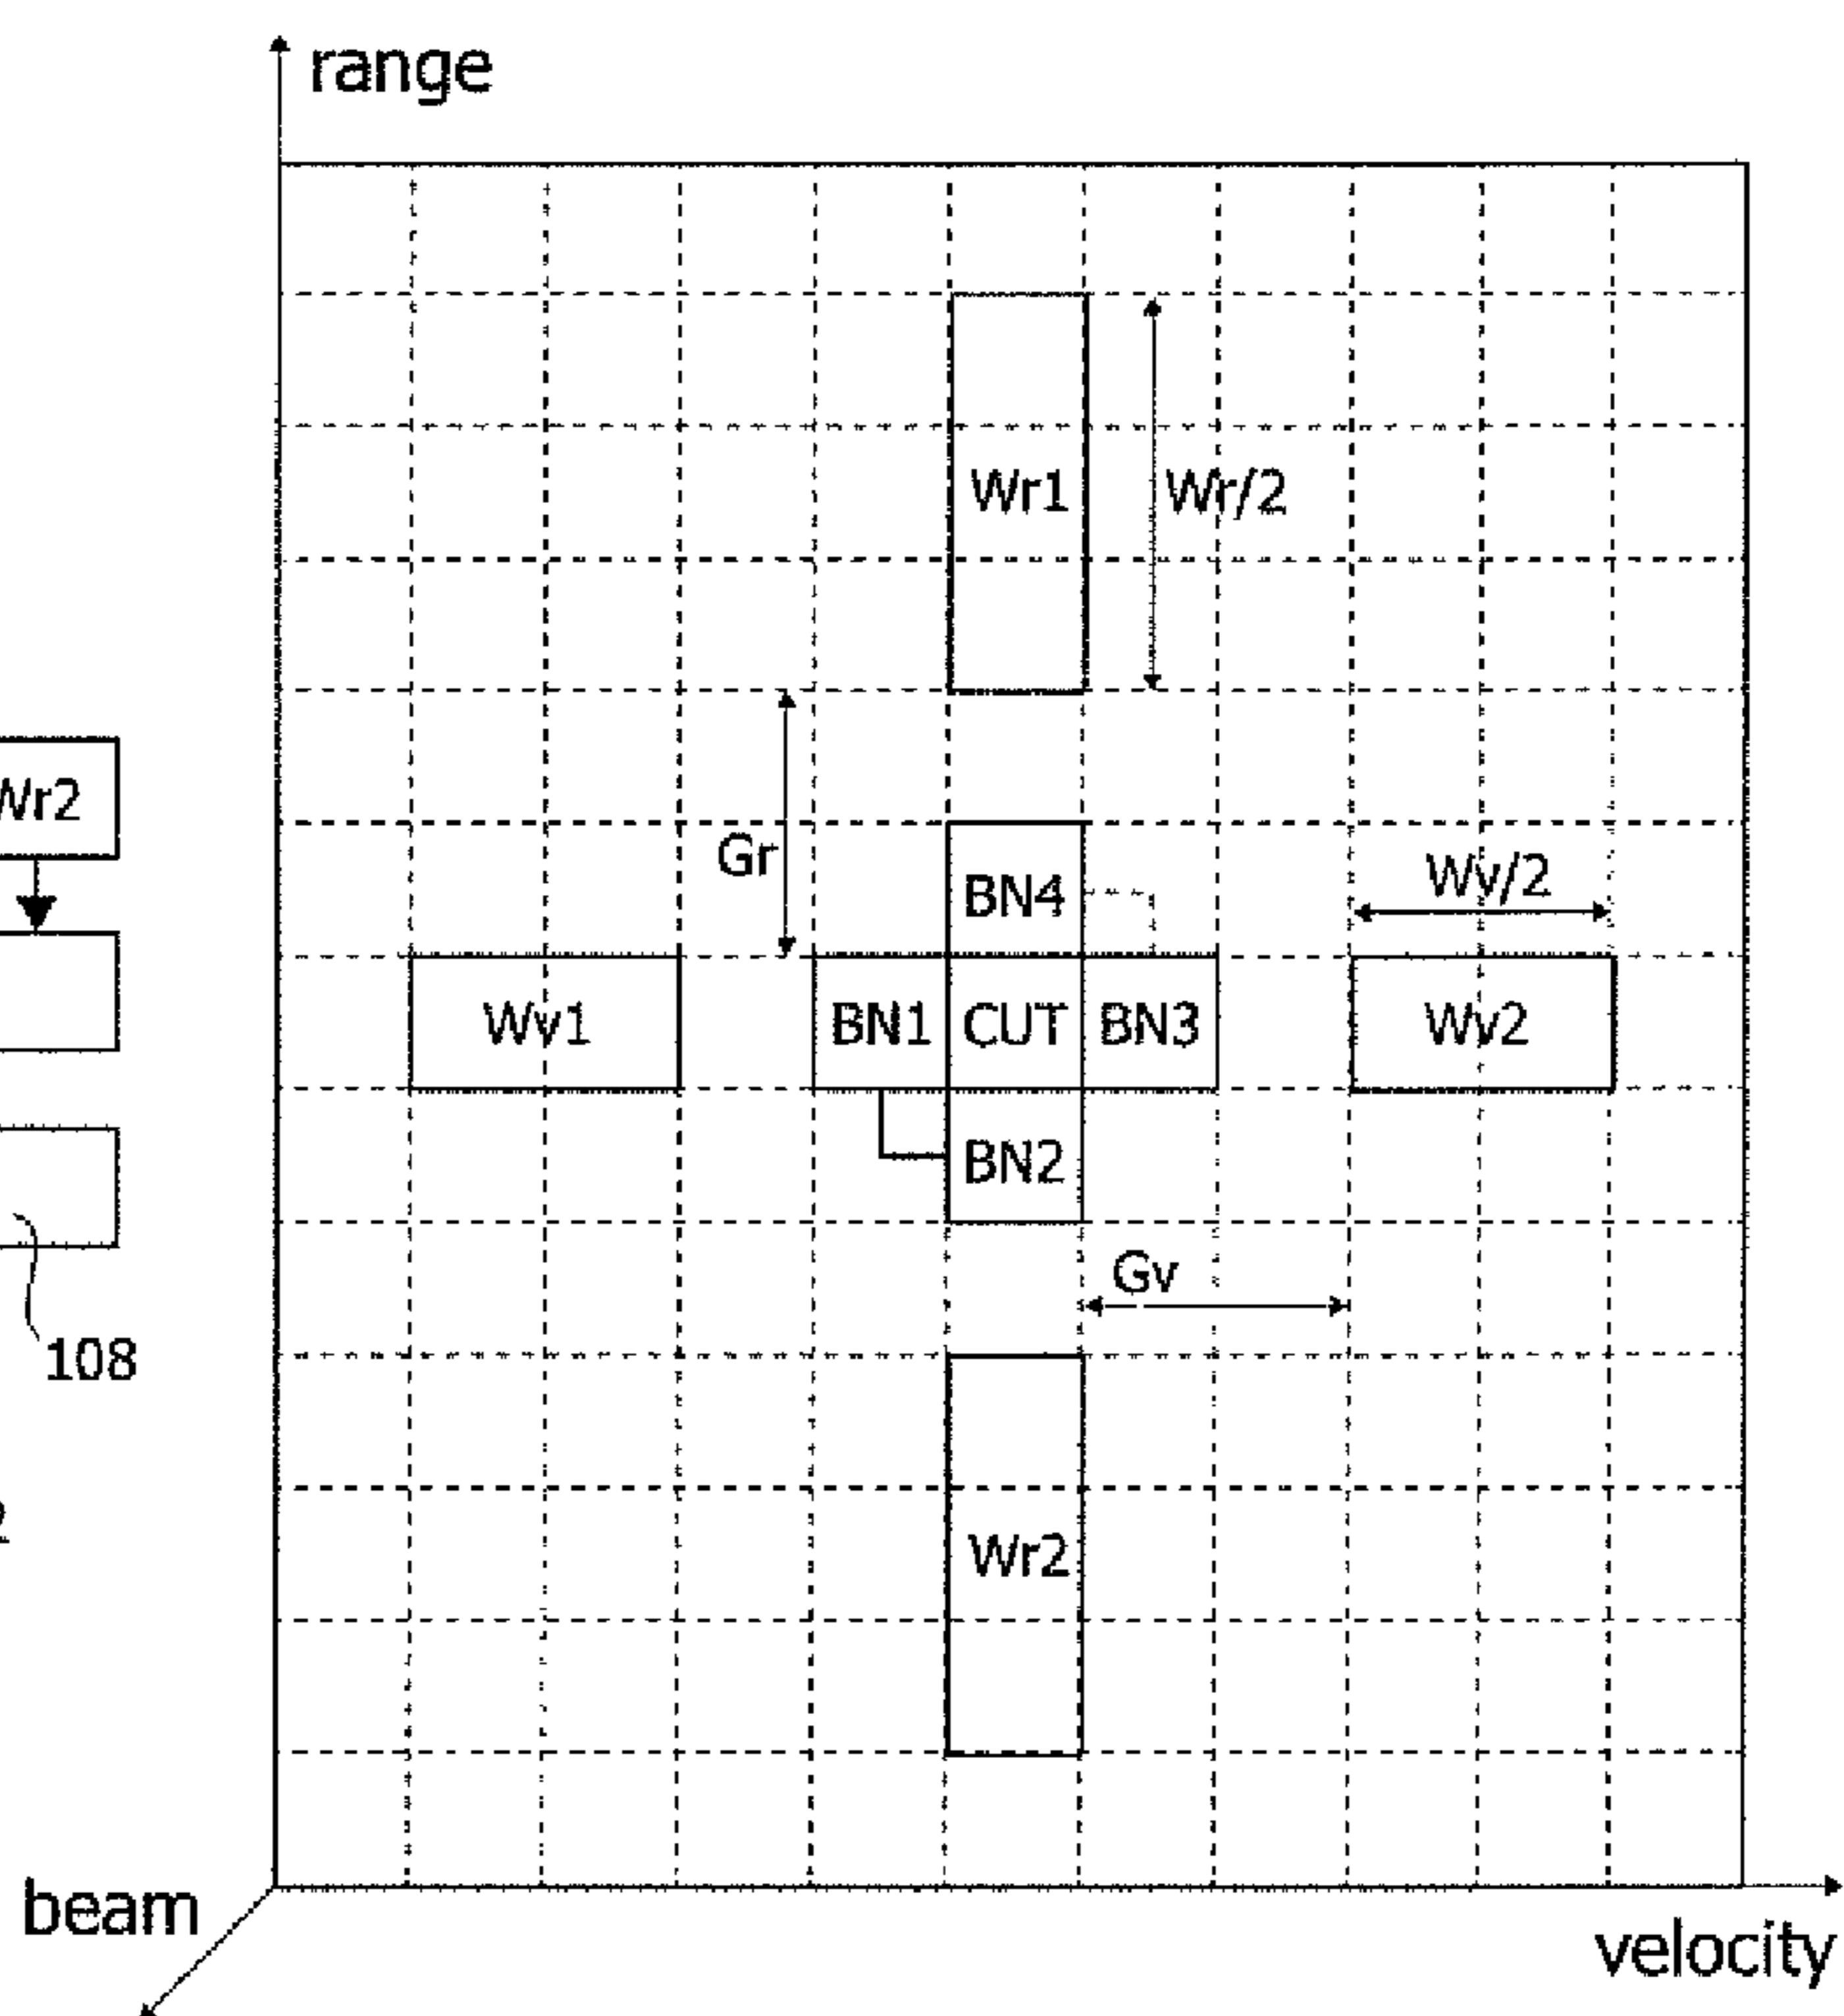 range
Wr1
Wr/2
Wr2
Gr
BN4
Wv/2
Wv1
BN1
CUT
BN3
Wv2
BN2
Gv
108
Wr2
beam
velocity